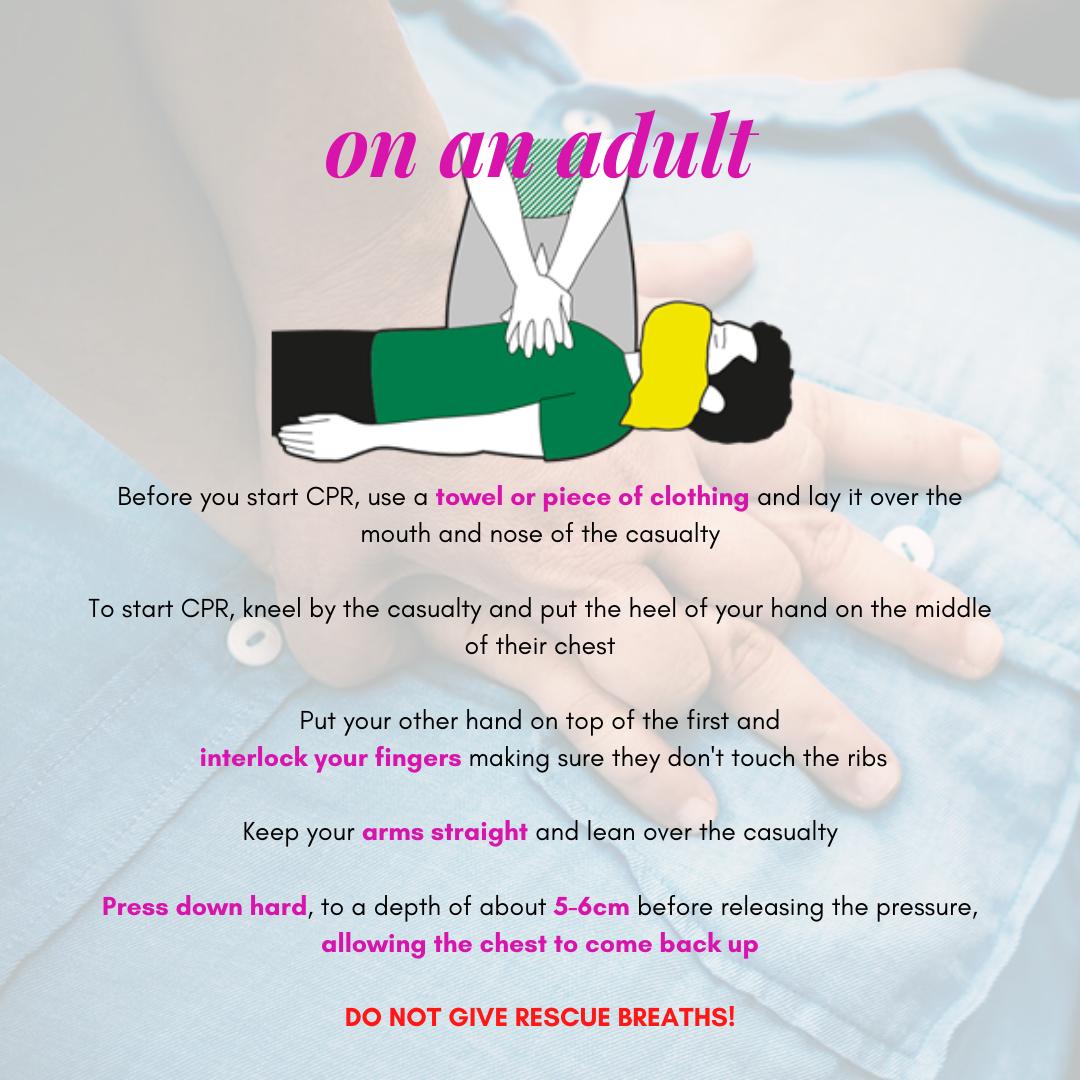 on an adult
Before you start CPR, use a towel or piece of clothing and lay it over the
mouth and nose of the casualty
To start CPR, kneel by the casualty and put the heel of your hand on the middle
of their chest
Put your other hand on top of the first and
interlock your fingers making sure they don't touch the ribs
Keep your arms straight and lean over the casualty
Press down hard, to a depth of about 5-6cm before releasing the pressure,
allowing the chest to come back up
DO NOT GIVE RESCUE BREATHS!